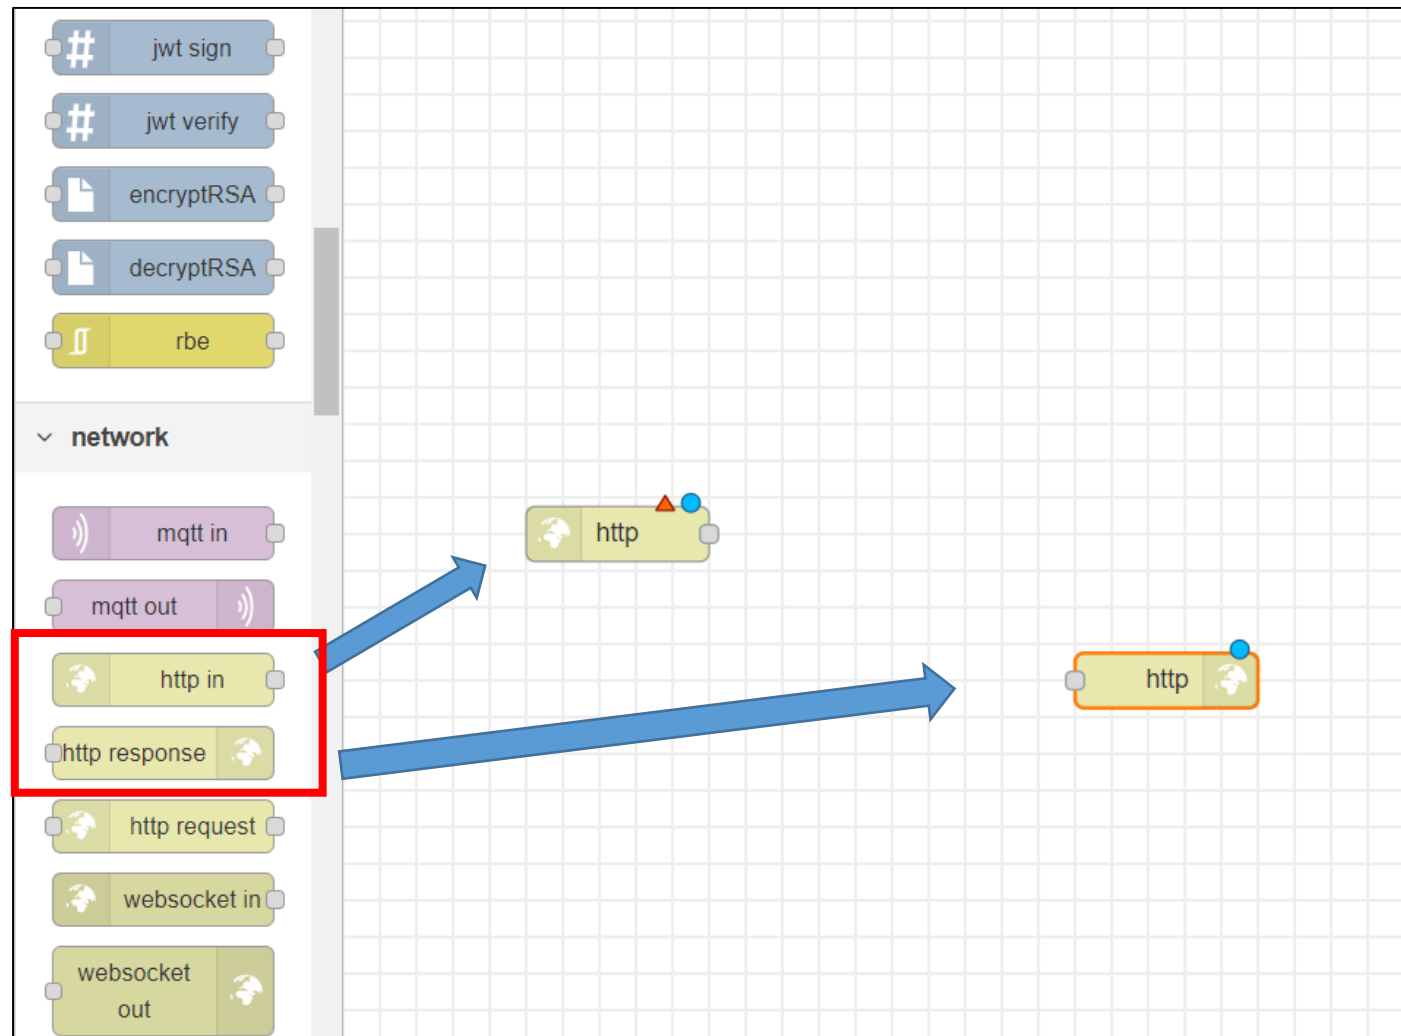 jwt sign
jwt verify
encryptRSA
decryptRSA
rbe
network
mqtt in
mqtt out
http in
http response
http request
websocket in
websocket
out
http
http